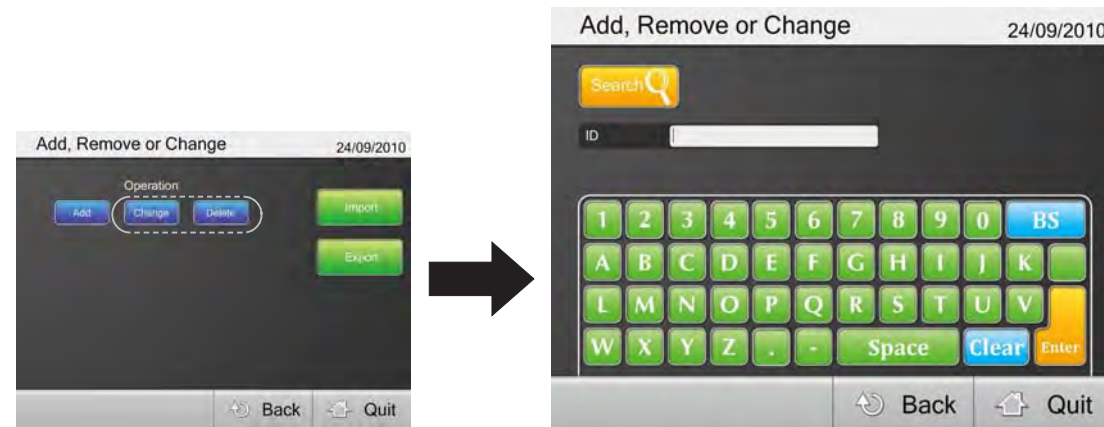 Add, Remove or Change 24/09/2010
Operation
Add Change Delete Import
Export
Back Quit
Add, Remove or Change 24/09/2010
Search
ID
1 2 3 4 5 6 7 8 9 0 BS
A B C D E F G H I J K
L M N O P Q R S T U V
W X Y Z . - Space Clear Enter
Back Quit